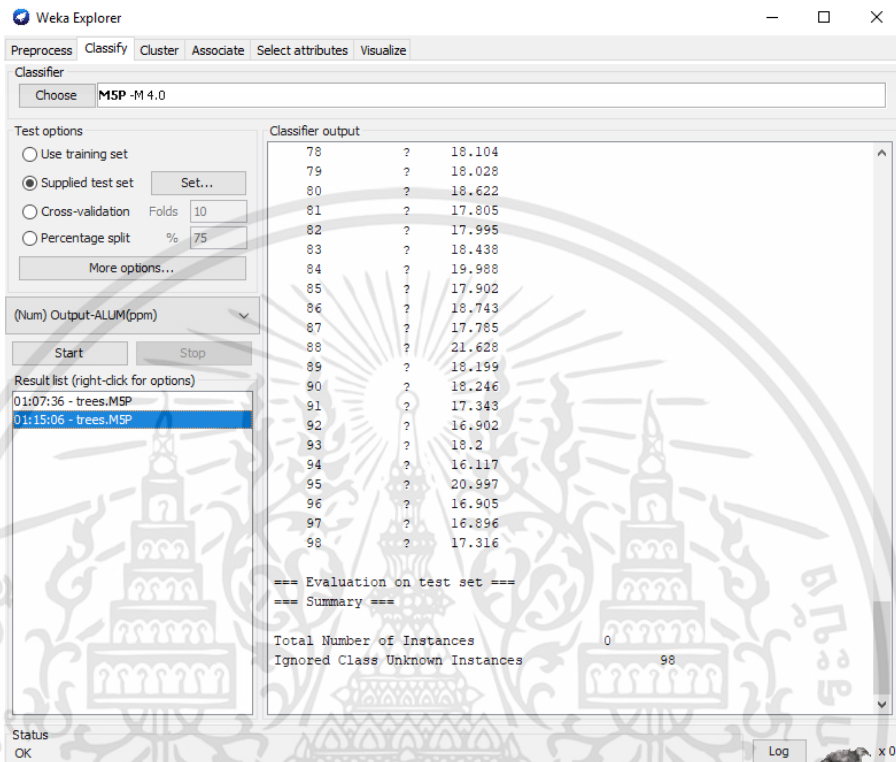 Weka Explorer
Preprocess Classify Cluster Associate Select attributes Visualize
Classifier
Choose M5P -M 4.0
Test options
Use training set
Supplied test set Set...
Cross-validation Folds 10
Percentage split % 75
More options...
(Num) Output-ALUM(ppm)
Start Stop
Result list (right-click for options)
01:07:36 - trees.M5P
01:15:06 - trees.M5P
Classifier output
78 ? 18.104
79 ? 18.028
80 ? 18.622
81 ? 17.805
82 ? 17.995
83 ? 18.438
84 ? 19.988
85 ? 17.902
86 ? 18.743
87 ? 17.785
88 ? 21.628
89 ? 18.199
90 ? 18.246
91 ? 17.343
92 ? 16.902
93 ? 18.2
94 ? 16.117
95 ? 20.997
96 ? 16.905
97 ? 16.896
98 ? 17.316
=== Evaluation on test set ===
=== Summary ===
Total Number of Instances 0
Ignored Class Unknown Instances 98
Status
OK
Log
x 0